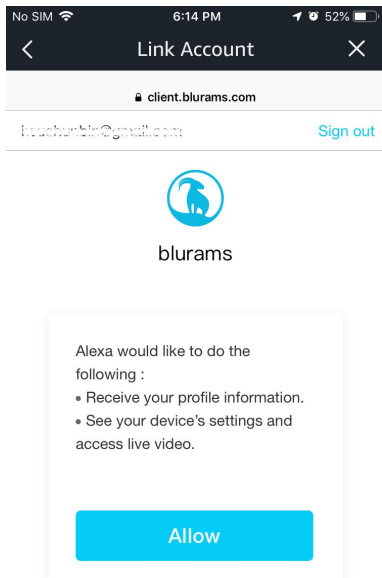 No SIM 6:14 PM 52%
Link Account
client.blurams.com
Sign out
blurams
Alexa would like to do the
following :
• Receive your profile information.
• See your device's settings and
access live video.
Allow